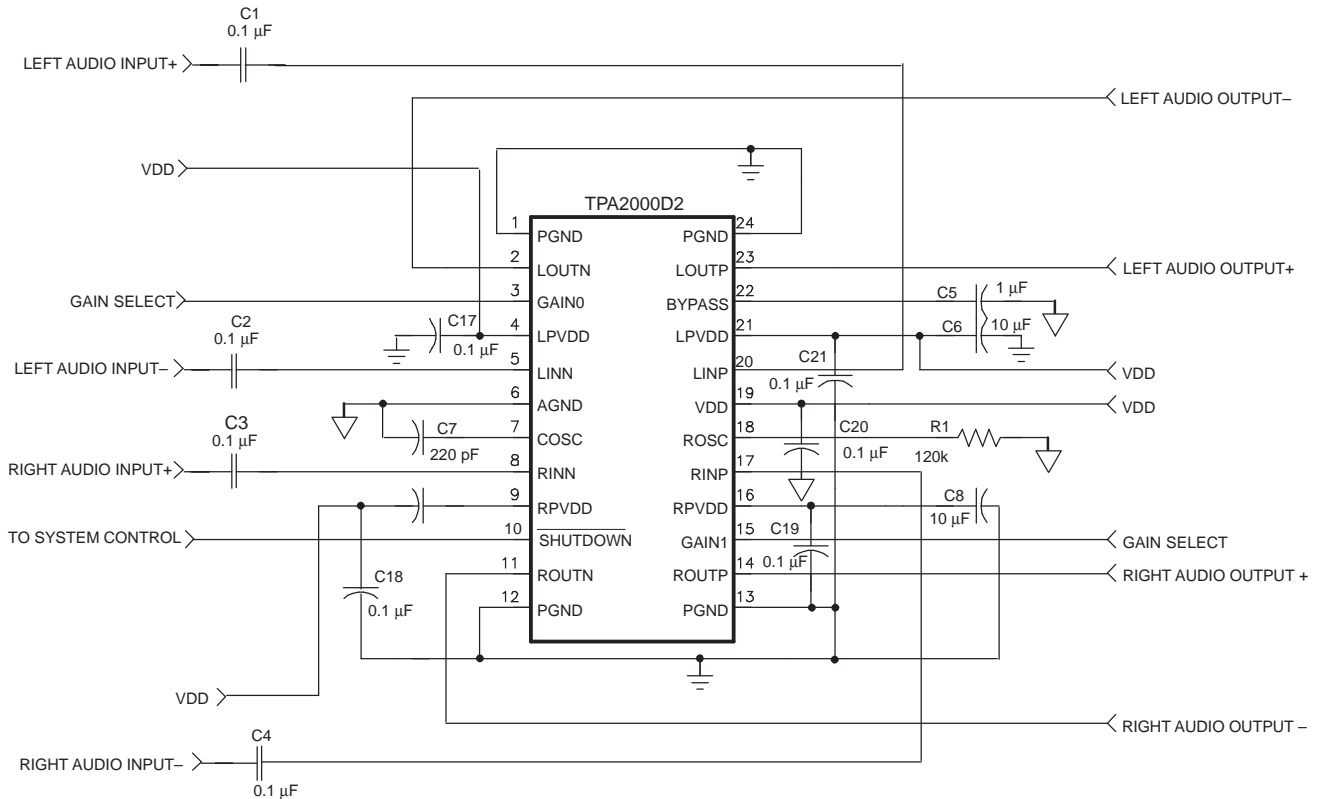 C1
0.1 µF
LEFT AUDIO INPUT+
LEFT AUDIO OUTPUT–
VDD
TPA2000D2
1
PGND
24
PGND
2
LOUTN
23
LOUTP
LEFT AUDIO OUTPUT+
GAIN SELECT
3
GAIN0
22
BYPASS
C5
1 µF
C17
0.1 µF
4
LPVDD
21
LPVDD
C6
10 µF
C2
0.1 µF
LEFT AUDIO INPUT–
5
LINN
20
LINP
C21
0.1 µF
VDD
6
AGND
19
VDD
VDD
C7
220 pF
7
COSC
18
ROSC
C20
0.1 µF
R1
120k
C3
0.1 µF
RIGHT AUDIO INPUT+
8
RINN
17
RINP
9
RPVDD
16
RPVDD
C8
10 µF
TO SYSTEM CONTROL
10
SHUTDOWN
15
GAIN1
C19
0.1 µF
GAIN SELECT
11
ROUTN
14
ROUTP
RIGHT AUDIO OUTPUT +
C18
0.1 µF
12
PGND
13
PGND
VDD
RIGHT AUDIO OUTPUT –
C4
0.1 µF
RIGHT AUDIO INPUT–